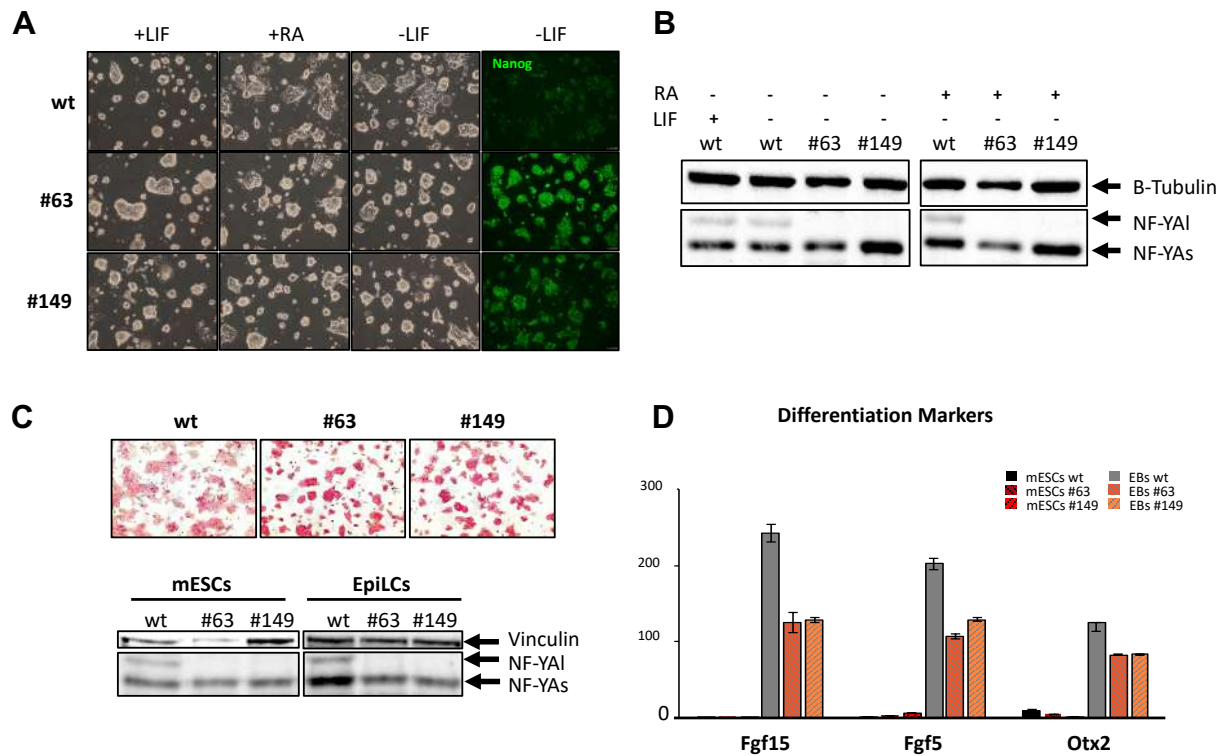 A
+LIF +RA -LIF -LIF
Nanog
wt
#63
#149
B
RA - - - - + + +
LIF + - - - - - -
wt wt #63 #149 wt #63 #149
B-Tubulin
NF-YAl
NF-YAs
C
wt #63 #149
mESCs EpiLCs
wt #63 #149 wt #63 #149
Vinculin
NF-YAl
NF-YAs
D
Differentiation Markers
mESCs wt EBs wt
mESCs #63 EBs #63
mESCs #149 EBs #149
300
200
100
0
Fgf15 Fgf5 Otx2